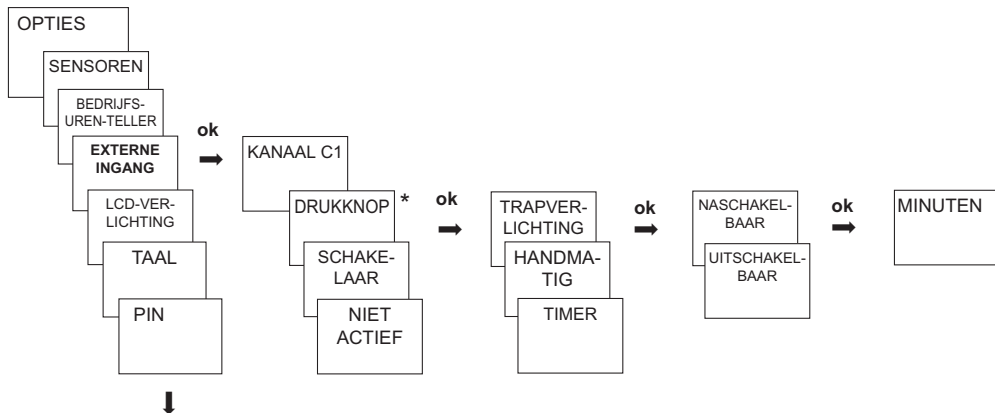 OPTIES
SENSOREN
BEDRIJFS-
UREN-TELLER
EXTERNE
INGANG
LCD-VER-
LICHTING
TAAL
PIN
ok
KANAAL C1
DRUKKNOP *
SCHAKE-
LAAR
NIET
ACTIEF
ok
TRAPVER-
LICHTING
HANDMA-
TIG
TIMER
ok
NASCHAKEL-
BAAR
UITSCHAKEL-
BAAR
ok
MINUTEN